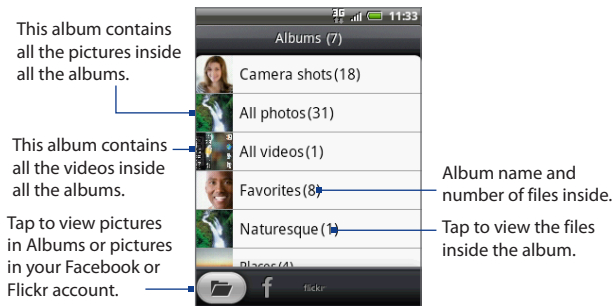 This album contains
all the pictures inside
all the albums.
This album contains
all the videos inside
all the albums.
Tap to view pictures
in Albums or pictures
in your Facebook or
Flickr account.
3G
11:33
Albums (7)
Camera shots(18)
All photos(31)
All videos(1)
Favorites(8)
Naturesque(1)
Places(4)
f
flickr
Album name and
number of files inside.
Tap to view the files
inside the album.